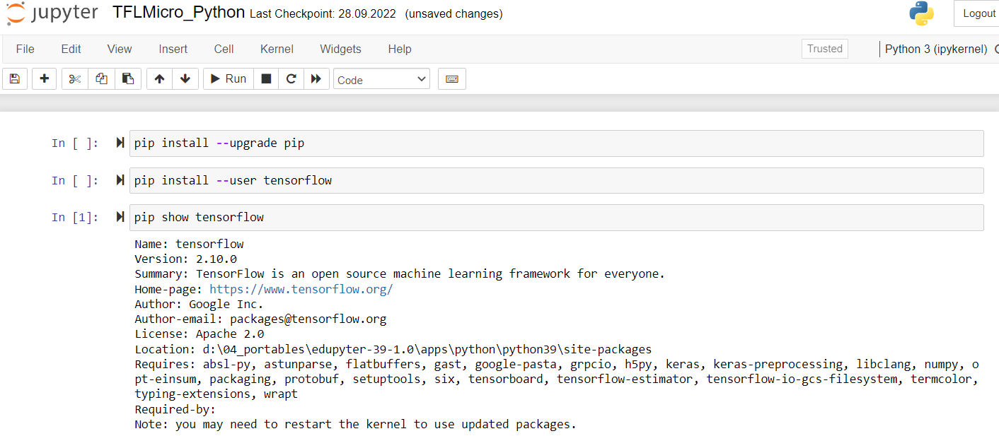 jupyter TFLMicro_Python Last Checkpoint: 28.09.2022 (unsaved changes) Logout
File Edit View Insert Cell Kernel Widgets Help Trusted Python 3 (ipykernel)
Run Code
In [ ]: pip install --upgrade pip
In [ ]: pip install --user tensorflow
In [1]: pip show tensorflow
Name: tensorflow
Version: 2.10.0
Summary: TensorFlow is an open source machine learning framework for everyone.
Home-page: https://www.tensorflow.org/
Author: Google Inc.
Author-email: packages@tensorflow.org
License: Apache 2.0
Location: d:\04_portables\edupyter-39-1.0\apps\python\python39\site-packages
Requires: absl-py, astunparse, flatbuffers, gast, google-pasta, grpcio, h5py, keras, keras-preprocessing, libclang, numpy, o
pt-einsum, packaging, protobuf, setuptools, six, tensorboard, tensorflow-estimator, tensorflow-io-gcs-filesystem, termcolor,
typing-extensions, wrapt
Required-by:
Note: you may need to restart the kernel to use updated packages.